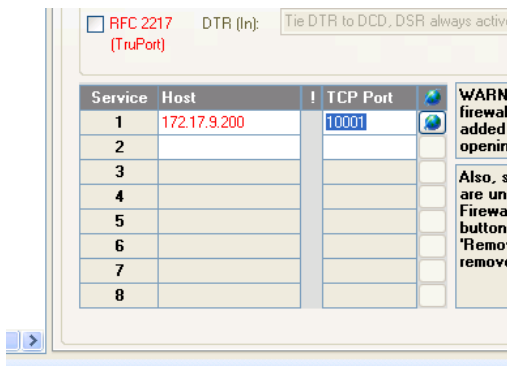 RFC 2217 DTR (In): Tie DTR to DCD, DSR always active
(TruPort)
Service Host ! TCP Port
1 172.17.9.200 10001
2
3
4
5
6
7
8
WARN
firewal
added
openin
Also, s
are un
Firewa
button
'Remo
remove